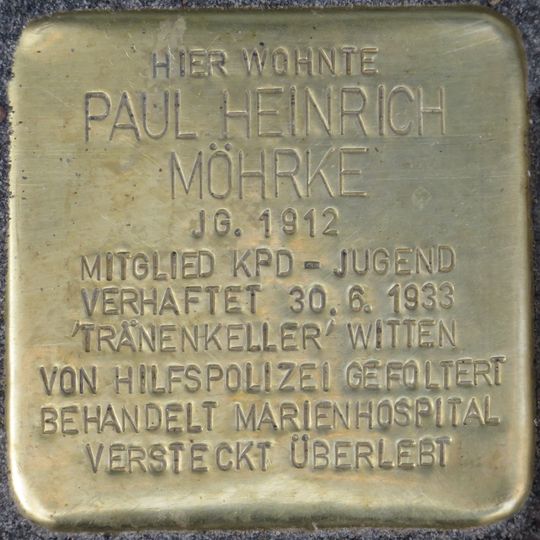 HIER WOHNTE
PAUL HEINRICH
MÖHRKE
JG. 1912
MITGLIED KPD - JUGEND
VERHAFTET 30. 6. 1933
'TRÄNENKELLER' WITTEN
VON HILFSPOLIZEI GEFOLTERT
BEHANDELT MARIENHOSPITAL
VERSTECKT ÜBERLEBT